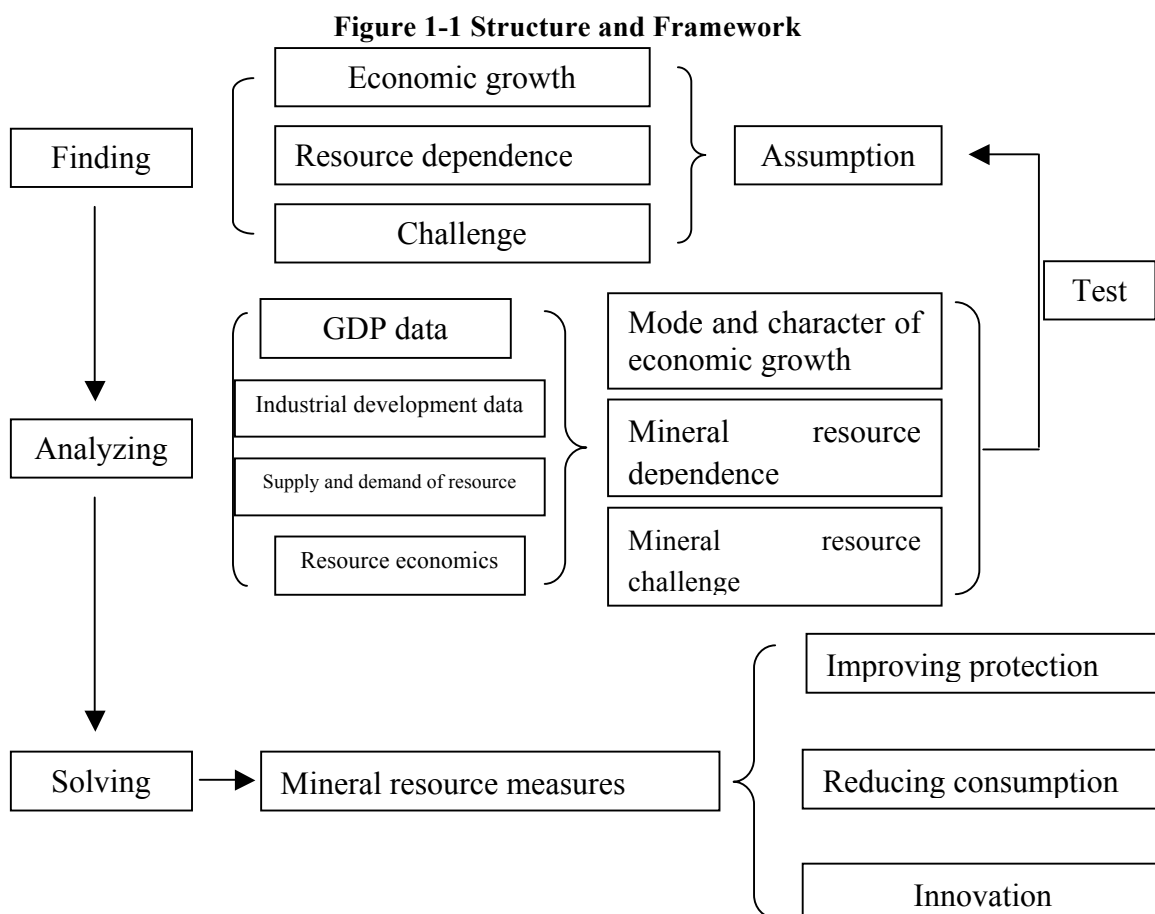 Figure 1-1 Structure and Framework
Economic growth
Finding
Resource dependence
Assumption
Challenge
Test
GDP data
Mode and character of
economic growth
Industrial development data
Analyzing
Mineral resource
dependence
Supply and demand of resource
Resource economics
Mineral resource
challenge
Improving protection
Solving
Mineral resource measures
Reducing consumption
Innovation